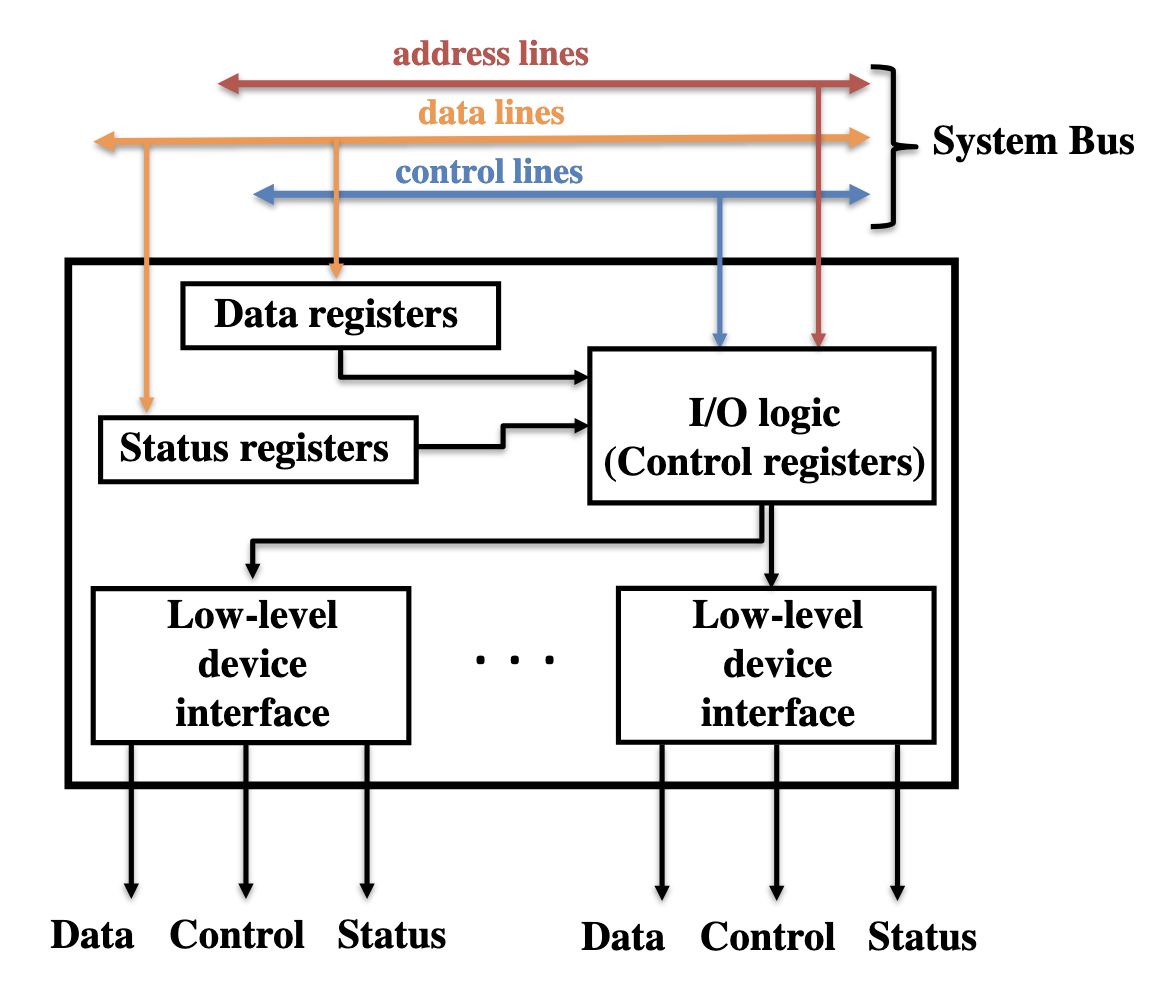 address lines
data lines
System Bus
control lines
Data registers
I/O logic
(Control registers)
Status registers
Low-level
device
interface
. . .
Low-level
device
interface
Data Control Status
Data Control Status